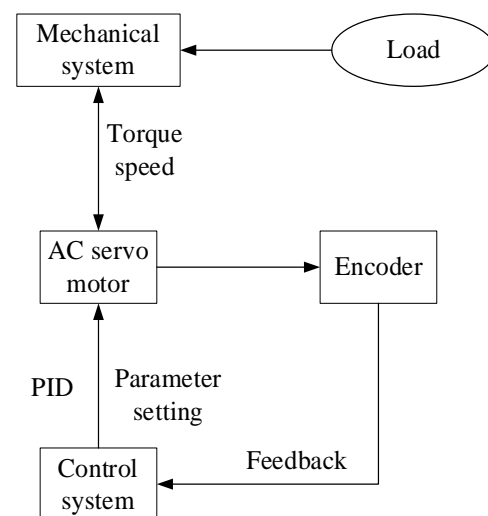 Mechanical
system
Load
Torque
speed
AC servo
motor
Encoder
PID
Parameter
setting
Control
system
Feedback